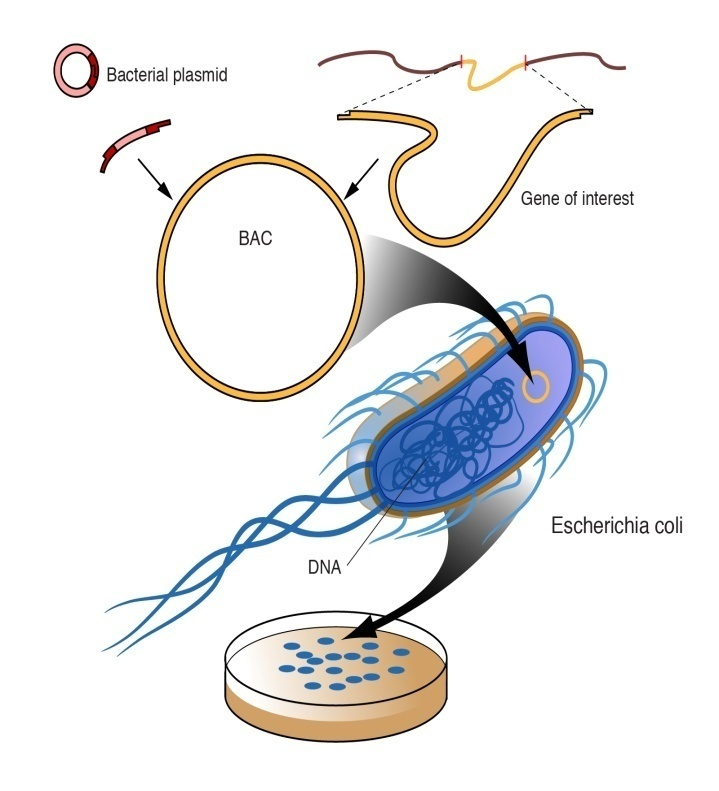 Bacterial plasmid
Gene of interest
BAC
Escherichia coli
DNA